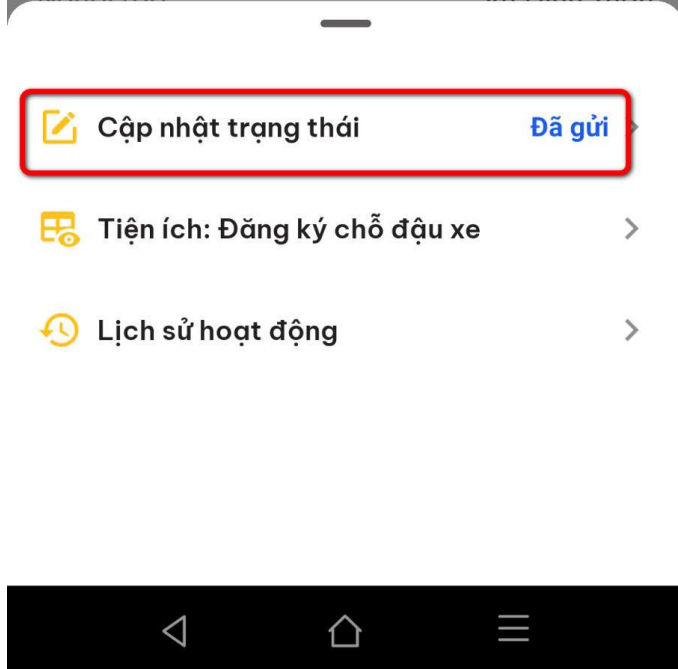 Cập nhật trạng thái Đã gửi
Tiện ích: Đăng ký chỗ đậu xe
Lịch sử hoạt động